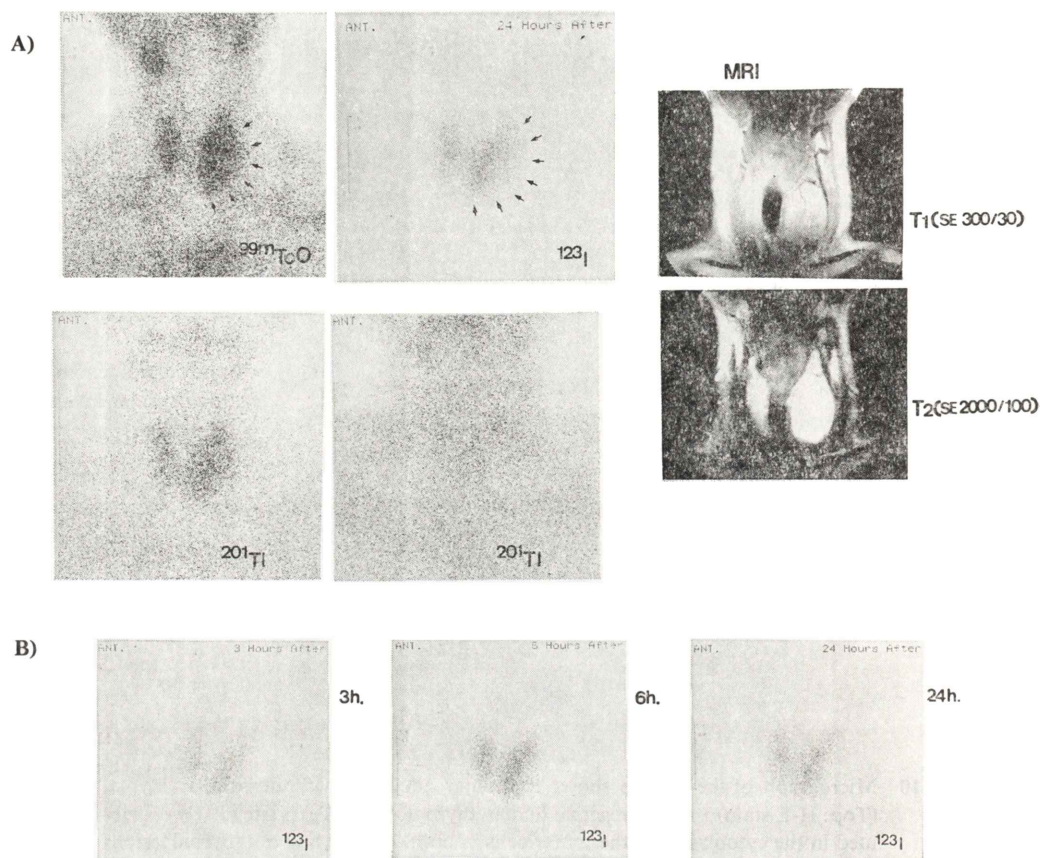 A)
ANT.
99mTcO
ANT. 24 Hours After
123I
MRI
T1(SE 300/30)
T2(SE 2000/100)
ANT.
201Tl
ANT.
201Tl
B)
ANT. 3 Hours After
3h.
123I
ANT. Hours After
6h.
123I
ANT. 24 Hours After
24h.
123I